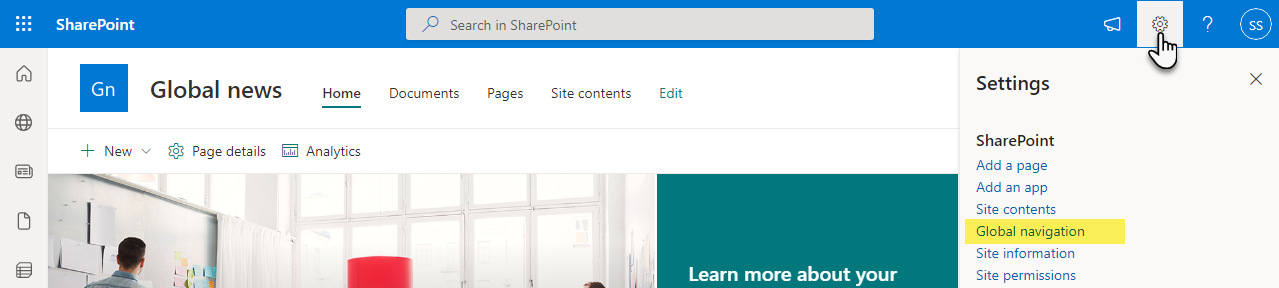 SharePoint
Search in SharePoint
?
SS
Gn
Global news
Home Documents Pages Site contents Edit
+ New Page details Analytics
Learn more about your
Settings
SharePoint
Add a page
Add an app
Site contents
Global navigation
Site information
Site permissions